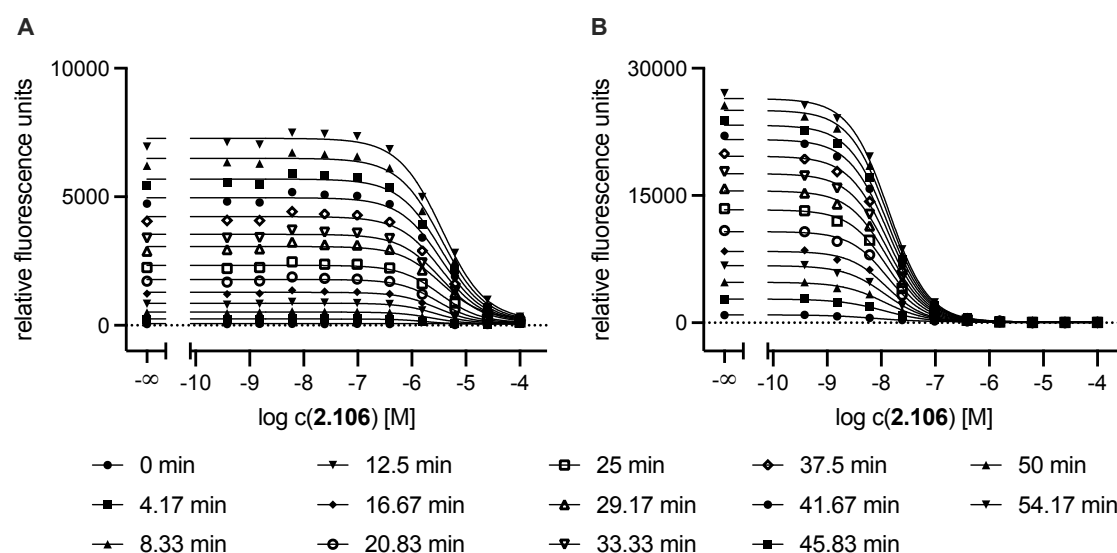 A
B
relative fluorescence units
10000
5000
0
-∞ -10 -9 -8 -7 -6 -5 -4
log c(2.106) [M]
relative fluorescence units
30000
15000
0
-∞ -10 -9 -8 -7 -6 -5 -4
log c(2.106) [M]
0 min 12.5 min 25 min 37.5 min 50 min
4.17 min 16.67 min 29.17 min 41.67 min 54.17 min
8.33 min 20.83 min 33.33 min 45.83 min